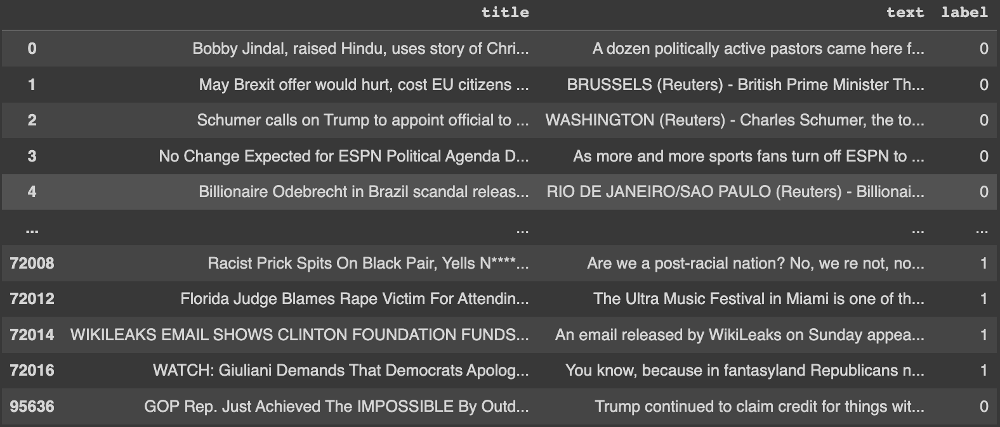 title text label
0 Bobby Jindal, raised Hindu, uses story of Chri... A dozen politically active pastors came here f... 0
1 May Brexit offer would hurt, cost EU citizens ... BRUSSELS (Reuters) - British Prime Minister Th... 0
2 Schumer calls on Trump to appoint official to ... WASHINGTON (Reuters) - Charles Schumer, the to... 0
3 No Change Expected for ESPN Political Agenda D... As more and more sports fans turn off ESPN to ... 0
4 Billionaire Odebrecht in Brazil scandal releas... RIO DE JANEIRO/SAO PAULO (Reuters) - Billionai... 0
... ... ... ...
72008 Racist Prick Spits On Black Pair, Yells N****... Are we a post-racial nation? No, we re not, no... 1
72012 Florida Judge Blames Rape Victim For Attendin... The Ultra Music Festival in Miami is one of th... 1
72014 WIKILEAKS EMAIL SHOWS CLINTON FOUNDATION FUNDS... An email released by WikiLeaks on Sunday appea... 1
72016 WATCH: Giuliani Demands That Democrats Apolog... You know, because in fantasyland Republicans n... 1
95636 GOP Rep. Just Achieved The IMPOSSIBLE By Outd... Trump continued to claim credit for things wit... 0